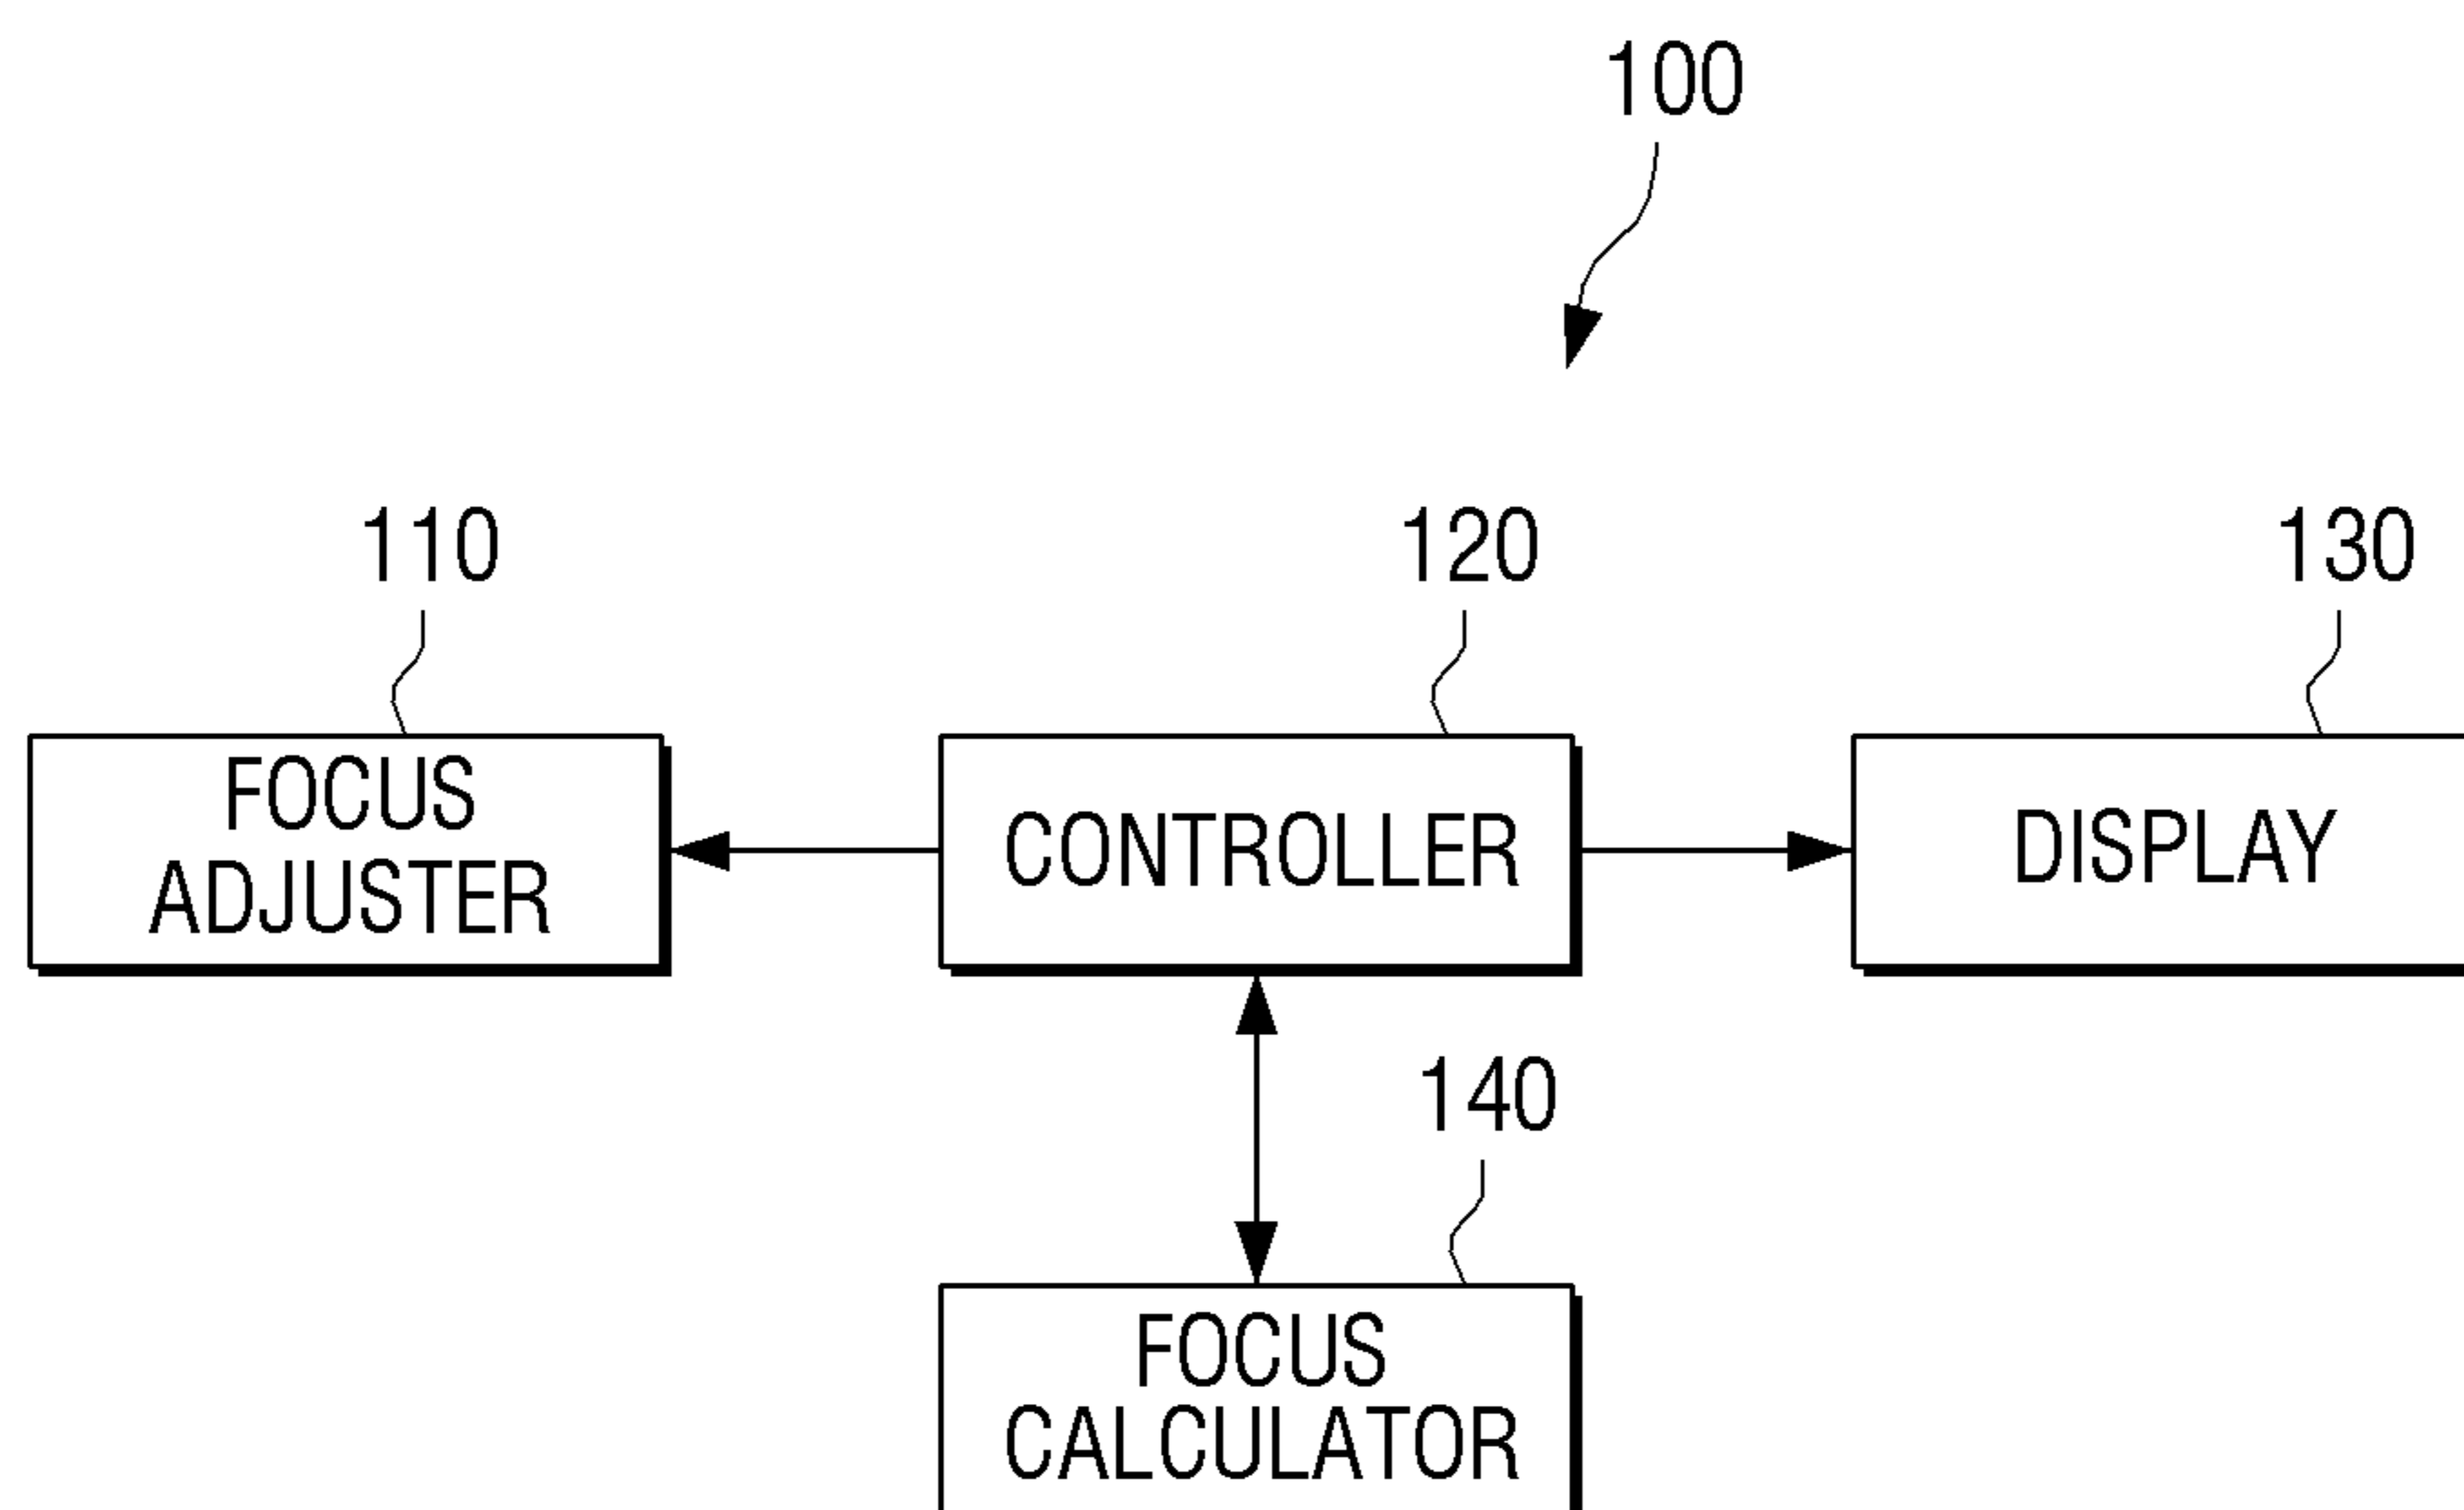 100
110
120
130
FOCUS
ADJUSTER
CONTROLLER
DISPLAY
140
FOCUS
CALCULATOR